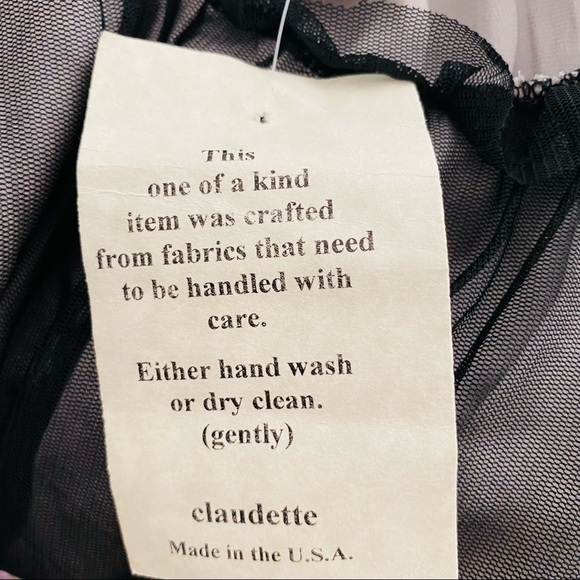 This
one of a kind
item was crafted
from fabrics that need
to be handled with
care.
Either hand wash
or dry clean.
(gently)
claudette
Made in the U.S.A.